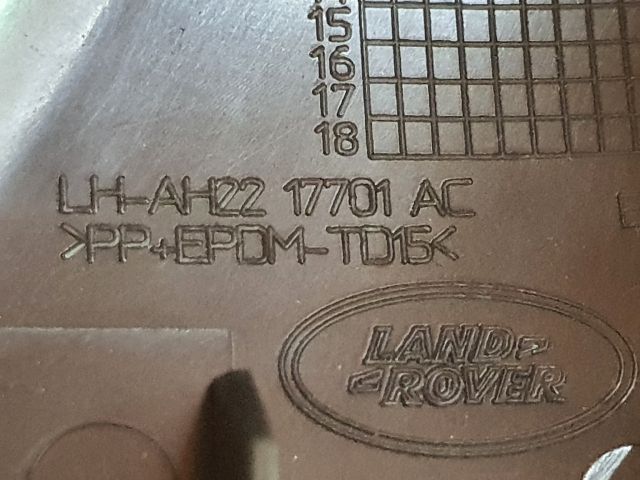 15
16
17
18
LH-AH22 17701 AC
>PP+EPDM-TD15<
LAND
ROVER